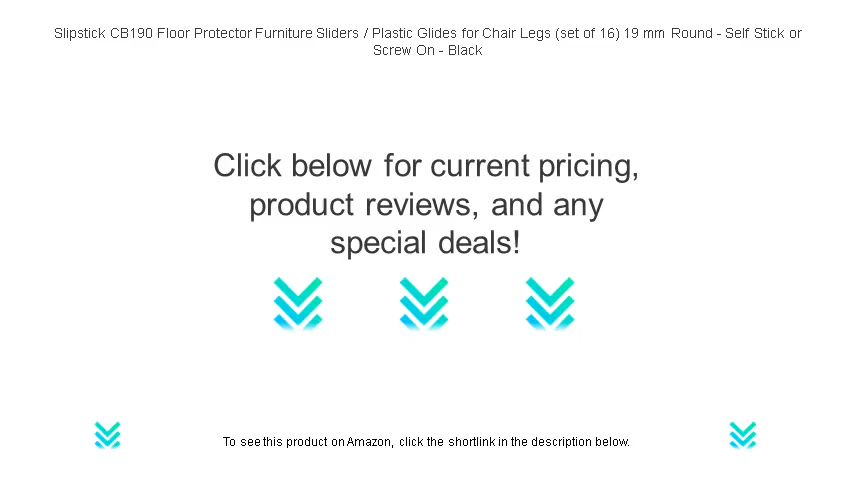 Slipstick CB190 Floor Protector Furniture Sliders / Plastic Glides for Chair Legs (set of 16) 19 mm Round - Self Stick or
Screw On - Black
Click below for current pricing,
product reviews, and any
special deals!
To see this product on Amazon, click the shortlink in the description below.